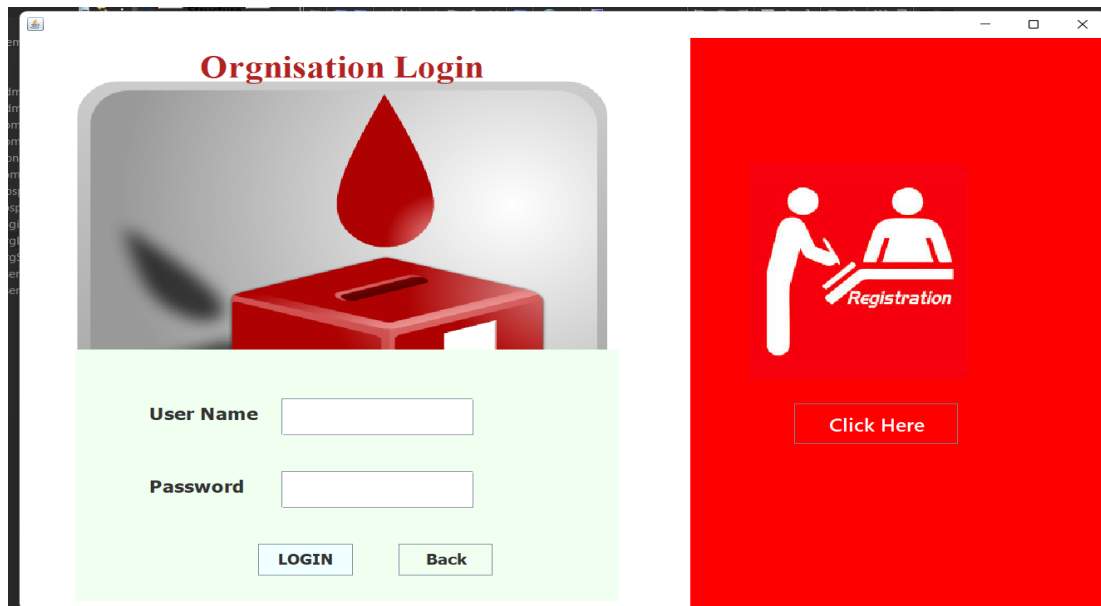 Orgnisation Login
User Name
Password
LOGIN
Back
Registration
Click Here